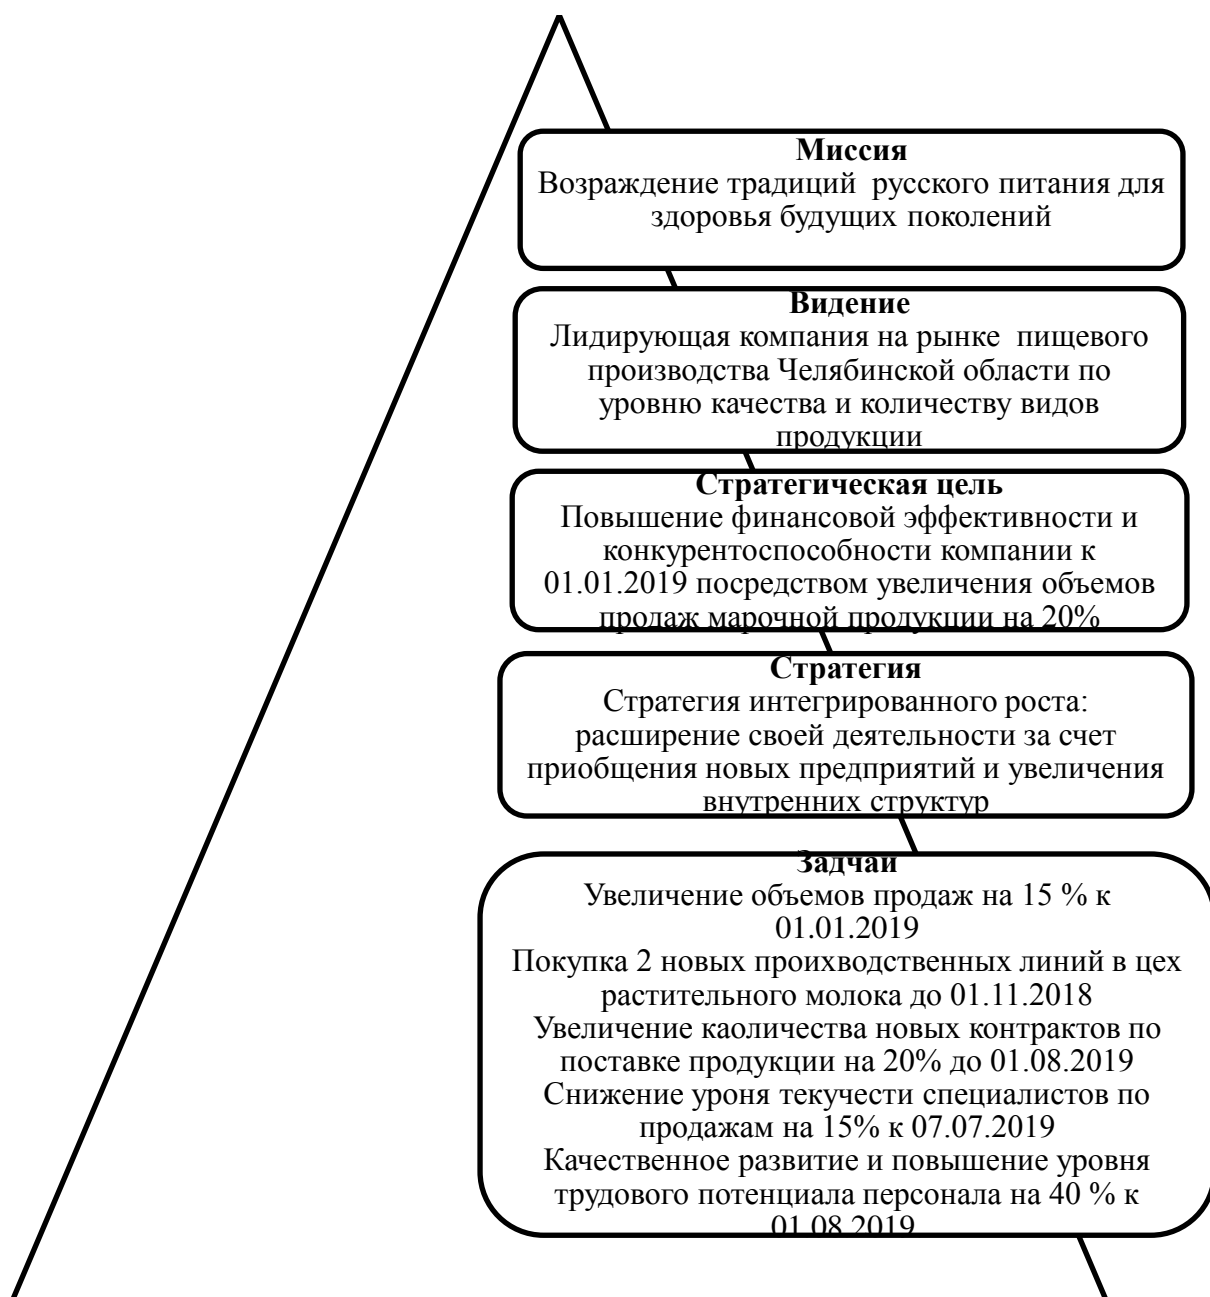 Миссия
Возраждение традиций русского питания для
здоровья будущих поколений
Видение
Лидирующая компания на рынке пищевого
производства Челябинской области по
уровню качества и количеству видов
продукции
Стратегическая цель
Повышение финансовой эффективности и
конкурентоспособности компании к
01.01.2019 посредством увеличения объемов
продаж марочной продукции на 20%
Стратегия
Стратегия интегрированного роста:
расширение своей деятельности за счет
приобщения новых предприятий и увеличения
внутренних структур
Задчаи
Увеличение объемов продаж на 15 % к
01.01.2019
Покупка 2 новых проихводственных линий в цех
растительного молока до 01.11.2018
Увеличение каоличества новых контрактов по
поставке продукции на 20% до 01.08.2019
Снижение уроня текучести специалистов по
продажам на 15% к 07.07.2019
Качественное развитие и повышение уровня
трудового потенциала персонала на 40 % к
01.08.2019